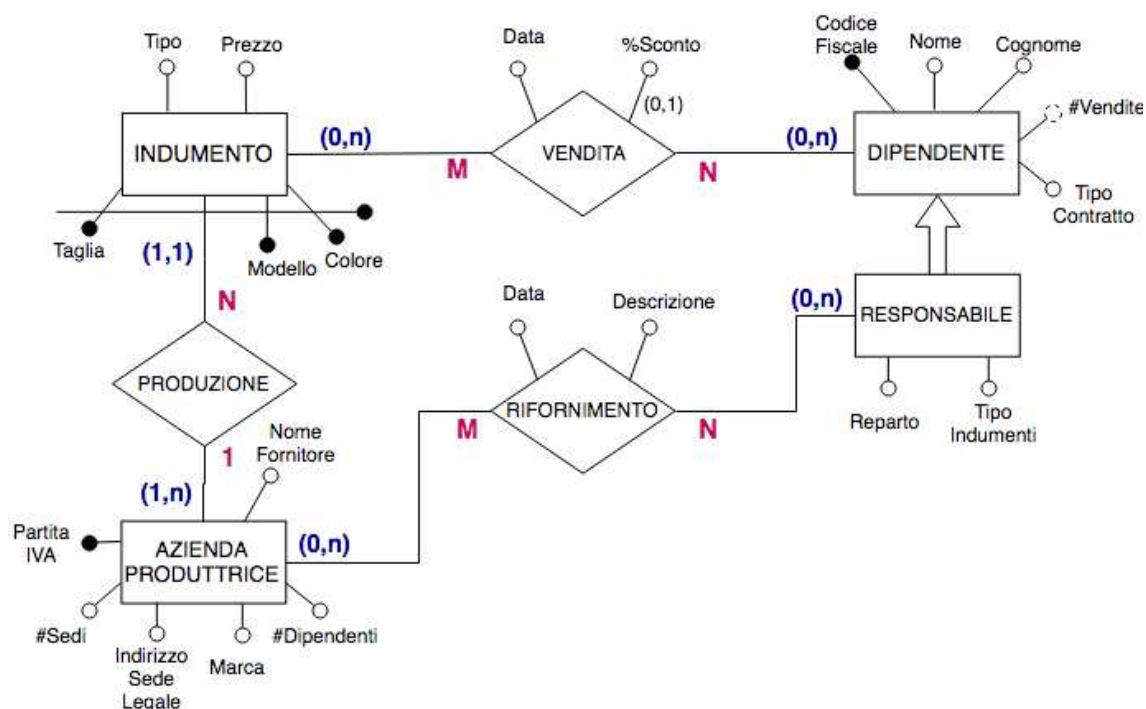 Tipo
Prezzo
Data
%Sconto
(0,1)
Codice
Fiscale
Nome
Cognome
#Vendite
INDUMENTO
(0,n)
M
VENDITA
N
(0,n)
DIPENDENTE
Tipo
Contratto
Taglia
(1,1)
Modello
Colore
N
Data
Descrizione
(0,n)
RESPONSABILE
PRODUZIONE
RIFORNIMENTO
M
N
Reparto
Tipo
Indumenti
1
Nome
Fornitore
(1,n)
Partita
IVA
AZIENDA
PRODUTTRICE
(0,n)
#Sedi
Indirizzo
Sede
Legale
Marca
#Dipendenti